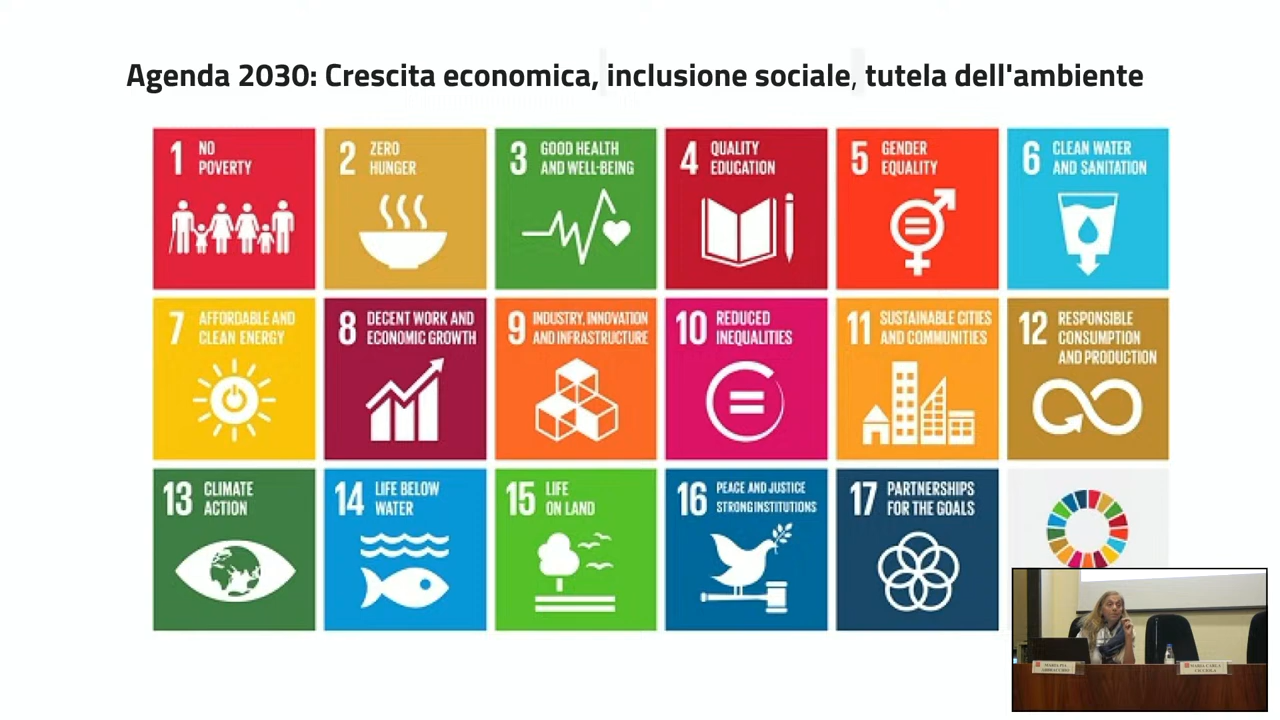 Agenda 2030: Crescita economica, inclusione sociale, tutela dell'ambiente
1 NO
POVERTY
2 ZERO
HUNGER
3 GOOD HEALTH
AND WELL-BEING
4 QUALITY
EDUCATION
5 GENDER
EQUALITY
6 CLEAN WATER
AND SANITATION
7 AFFORDABLE AND
CLEAN ENERGY
8 DECENT WORK AND
ECONOMIC GROWTH
9 INDUSTRY, INNOVATION
AND INFRASTRUCTURE
10 REDUCED
INEQUALITIES
11 SUSTAINABLE CITIES
AND COMMUNITIES
12 RESPONSIBLE
CONSUMPTION
AND PRODUCTION
13 CLIMATE
ACTION
14 LIFE BELOW
WATER
15 LIFE
ON LAND
16 PEACE AND JUSTICE
STRONG INSTITUTIONS
17 PARTNERSHIPS
FOR THE GOALS
MARIA PIA
MARIA CARLA